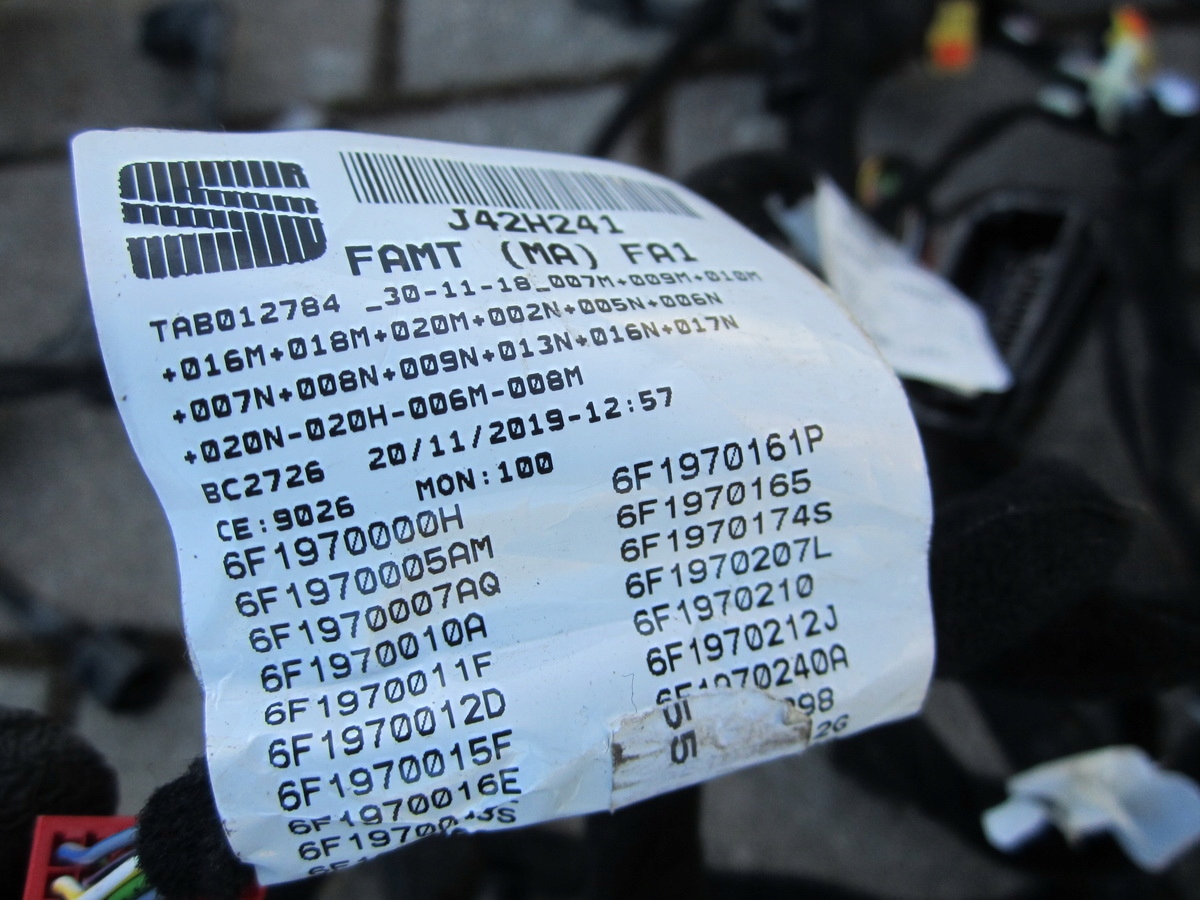 J42H241
FAMT (MA) FA1
TAB012784 _30-11-18_007M+009M+010M
+016M+018M+020M+002N+005N+006N
+007N+008N+009N+013N+016N+017N
+020N-020H-006M-008M
BC2726 20/11/2019-12:57
CE:9026 MON:100
6F1970000H
6F1970005AM
6F1970007AQ
6F1970010A
6F1970011F
6F1970012D
6F1970015F
6F1970016E
6F1970161P
6F1970165
6F1970174S
6F1970207L
6F1970210
6F1970212J
6F1970240A